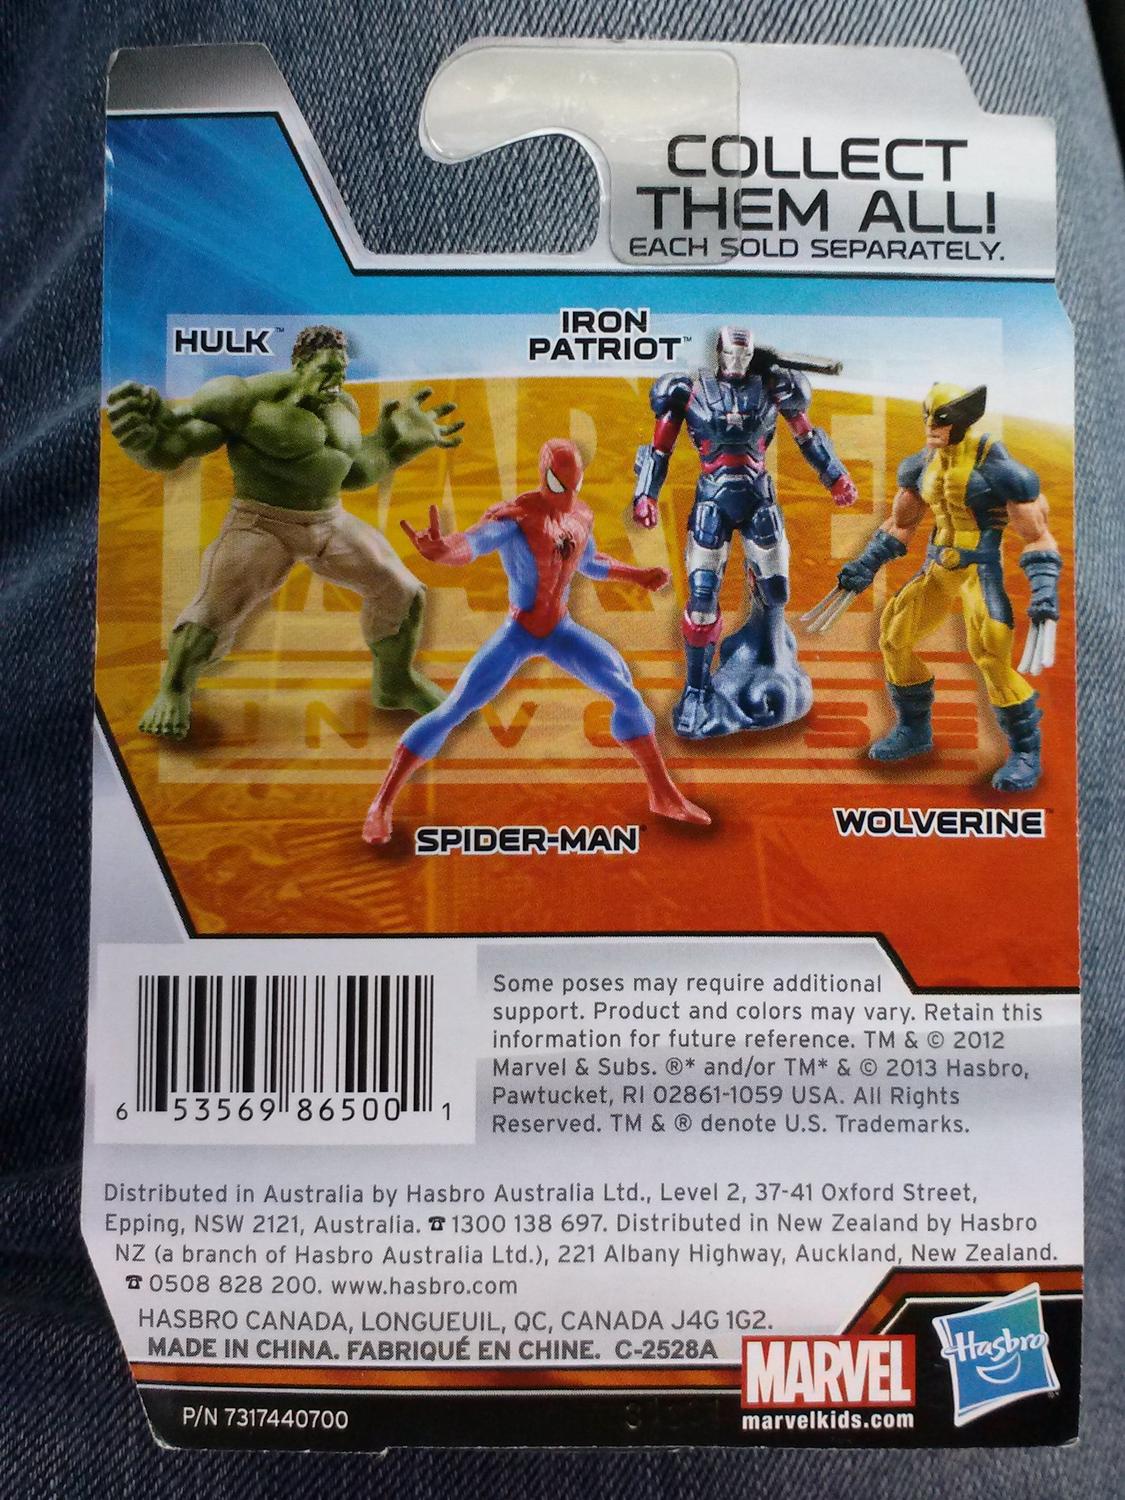 COLLECT
THEM ALL!
EACH SOLD SEPARATELY.
HULK™
IRON
PATRIOT™
SPIDER-MAN®
WOLVERINE™
MARVEL
UNIVERSE
6 53569 86500 1
Some poses may require additional
support. Product and colors may vary. Retain this
information for future reference. TM & © 2012
Marvel & Subs. ®* and/or TM* & © 2013 Hasbro,
Pawtucket, RI 02861-1059 USA. All Rights
Reserved. TM & ® denote U.S. Trademarks.
Distributed in Australia by Hasbro Australia Ltd., Level 2, 37-41 Oxford Street,
Epping, NSW 2121, Australia. ☎ 1300 138 697. Distributed in New Zealand by Hasbro
NZ (a branch of Hasbro Australia Ltd.), 221 Albany Highway, Auckland, New Zealand.
☎ 0508 828 200. www.hasbro.com
HASBRO CANADA, LONGUEUIL, QC, CANADA J4G 1G2.
MADE IN CHINA. FABRIQUÉ EN CHINE. C-2528A
MARVEL
marvelkids.com
Hasbro
P/N 7317440700